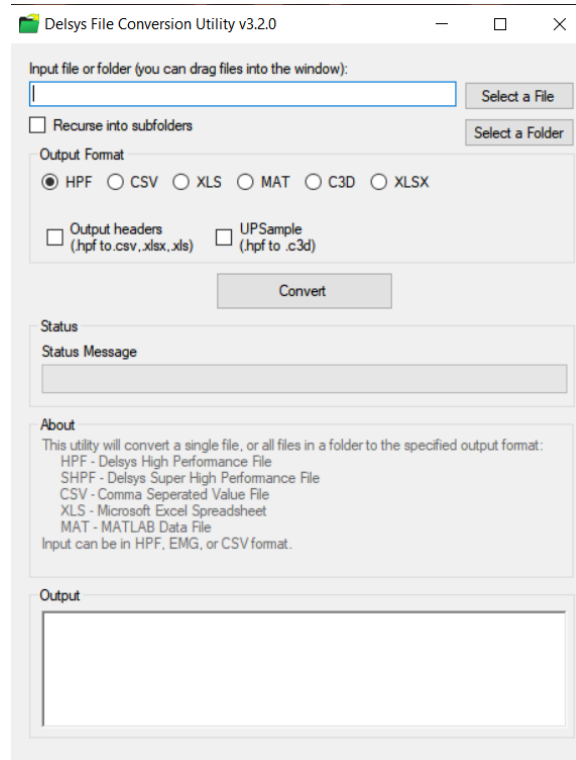 Delsys File Conversion Utility v3.2.0
Input file or folder (you can drag files into the window):
Select a File
Recurse into subfolders
Select a Folder
Output Format
HPF CSV XLS MAT C3D XLSX
Output headers
(.hpf to.csv,.xlsx,.xls)
UPSample
(.hpf to .c3d)
Convert
Status
Status Message
About
This utility will convert a single file, or all files in a folder to the specified output format:
HPF - Delsys High Performance File
SHPF - Delsys Super High Performance File
CSV - Comma Seperated Value File
XLS - Microsoft Excel Spreadsheet
MAT - MATLAB Data File
Input can be in HPF, EMG, or CSV format.
Output